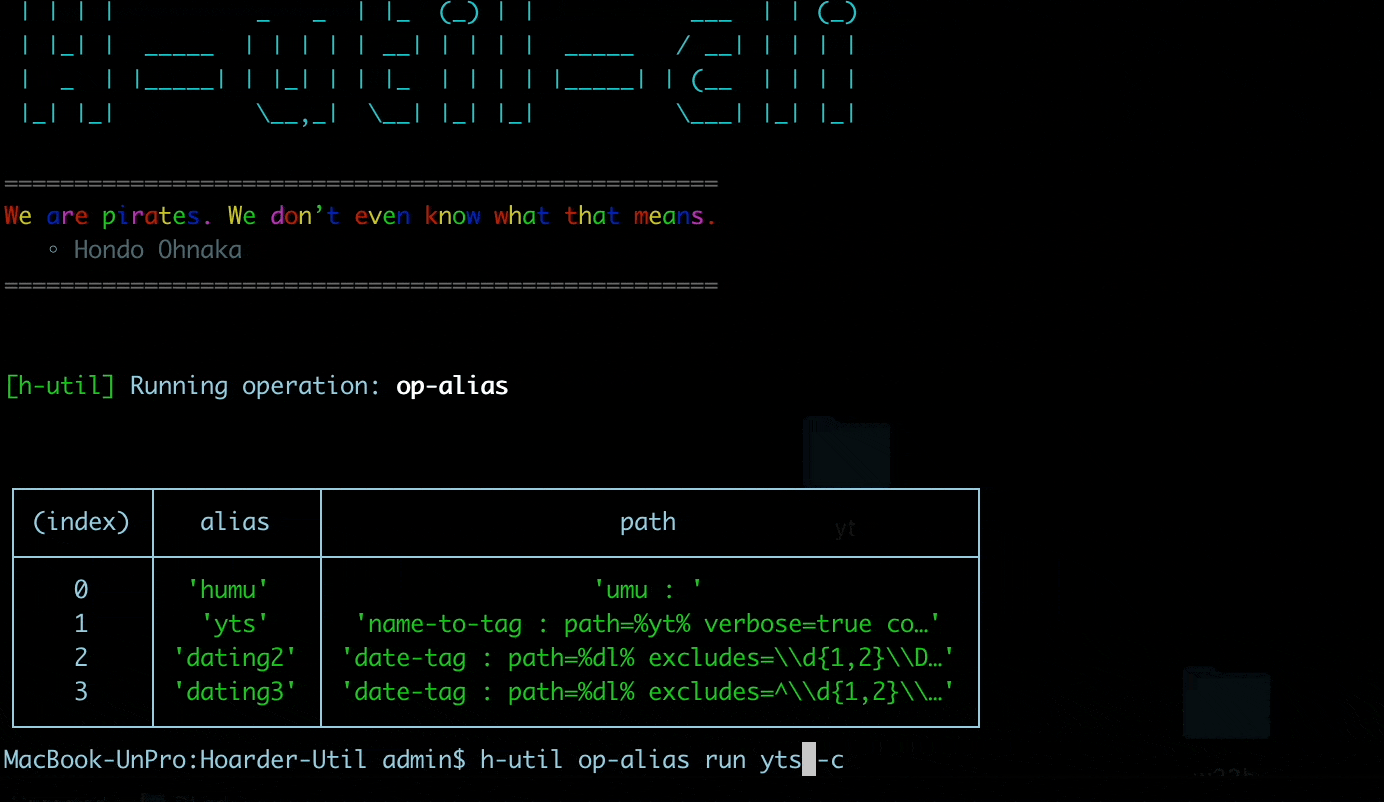 H-util-cli
==================================================
We are pirates. We don’t even know what that means.
◦ Hondo Ohnaka
==================================================
[h-util] Running operation: op-alias
yt
(index) alias path
0 'humu' 'umu : '
1 'yts' 'name-to-tag : path=%yt% verbose=true co…'
2 'dating2' 'date-tag : path=%dl% excludes=\\d{1,2}\\D…'
3 'dating3' 'date-tag : path=%dl% excludes=^\\d{1,2}\\…'
MacBook-UnPro:Hoarder-Util admin$ h-util op-alias run yts -c